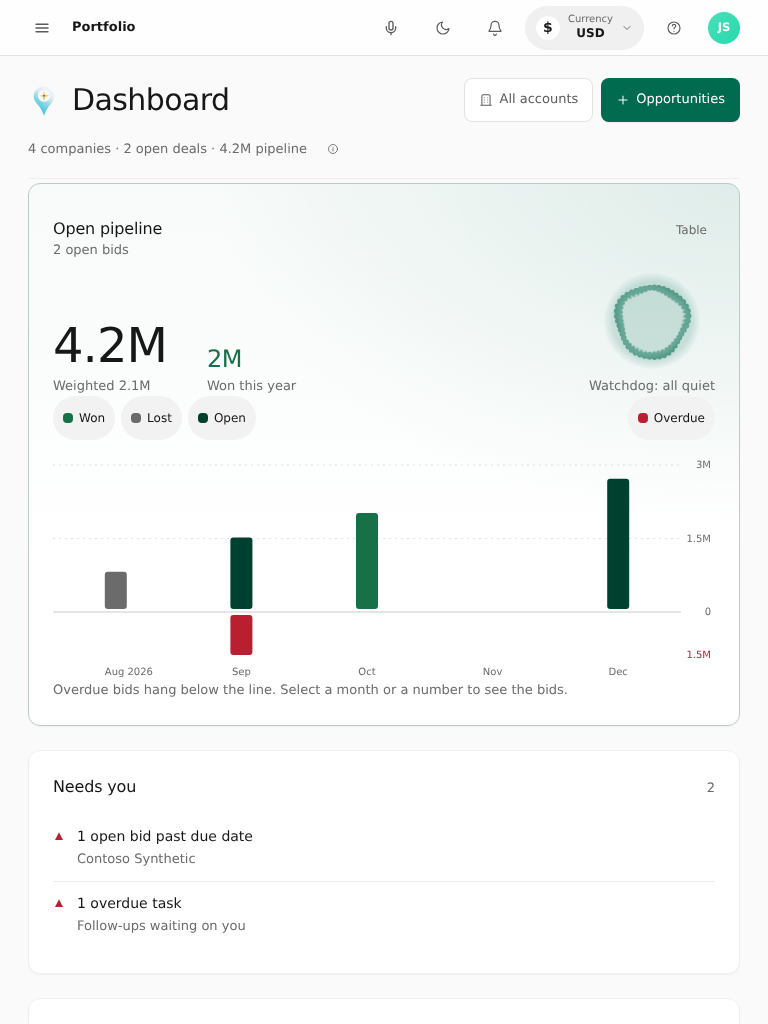 Portfolio
$
Currency
USD
JS
Dashboard
All accounts
Opportunities
4 companies · 2 open deals · 4.2M pipeline
Open pipeline
Table
2 open bids
4.2M
2M
Weighted 2.1M
Won this year
Watchdog: all quiet
Won
Lost
Open
Overdue
3M
1.5M
0
1.5M
Aug 2026
Sep
Oct
Nov
Dec
Overdue bids hang below the line. Select a month or a number to see the bids.
Needs you
2
1 open bid past due date
Contoso Synthetic
1 overdue task
Follow-ups waiting on you